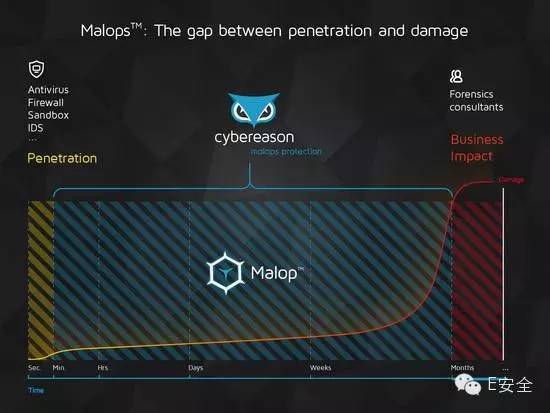 Malops™: The gap between penetration and damage
Antivirus
Firewall
Sandbox
IDS
...
Penetration
cybereason
malops protection
Forensics
consultants
Business
Impact
Damage
Malop™
Sec. Min. Hrs Days Weeks Months ...
Time
E安全